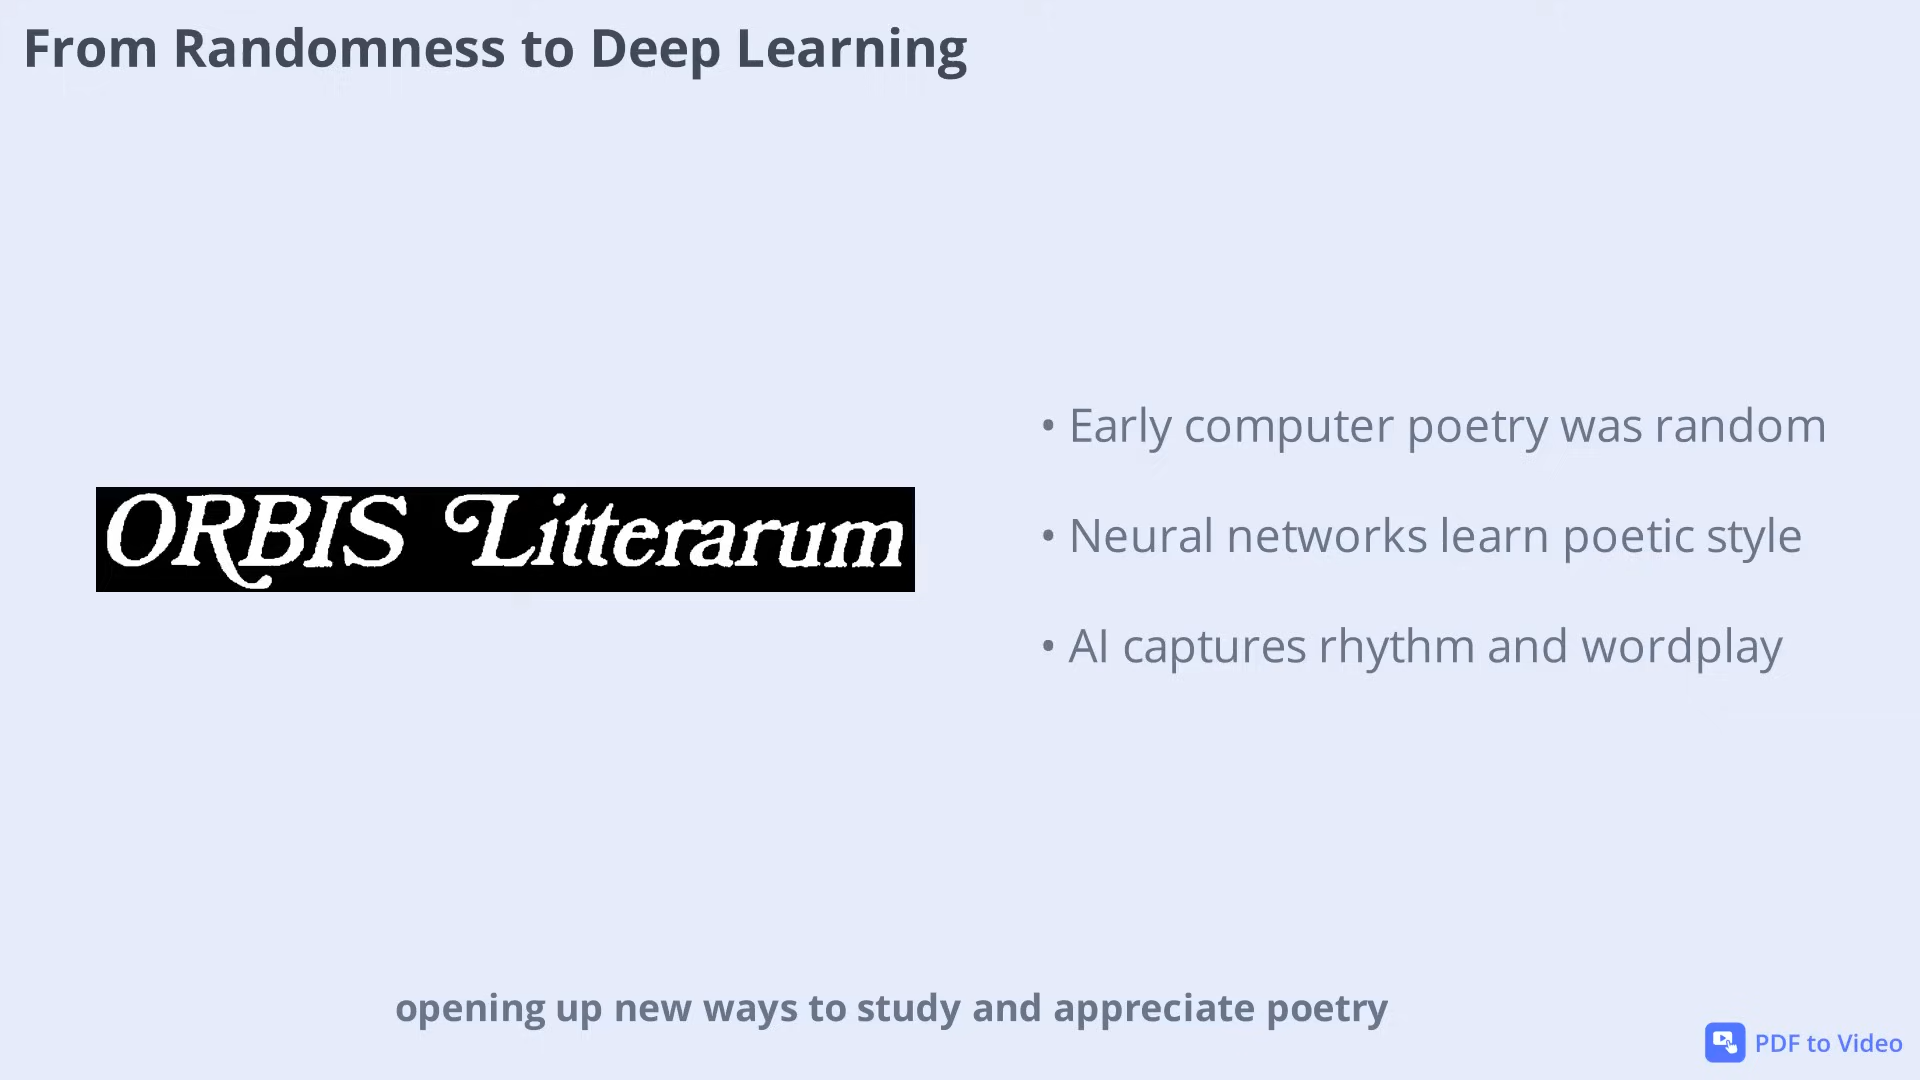 From Randomness to Deep Learning
ORBIS Litterarum
• Early computer poetry was random
• Neural networks learn poetic style
• AI captures rhythm and wordplay
opening up new ways to study and appreciate poetry
PDF to Video